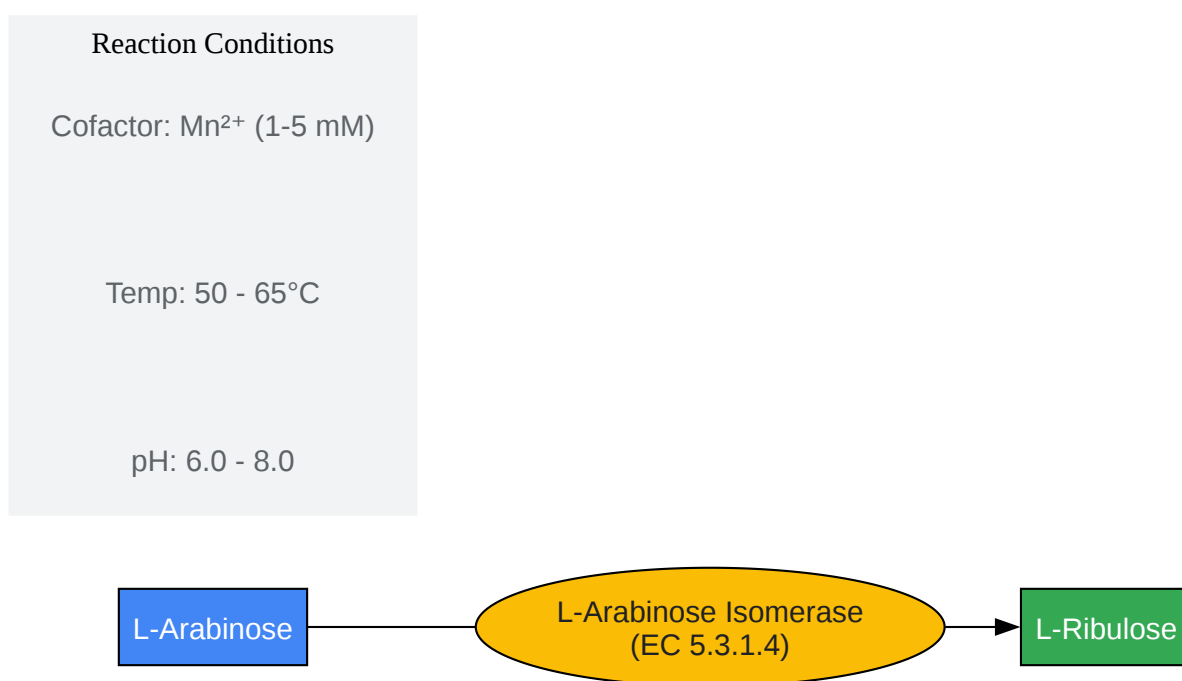 Reaction Conditions
Cofactor: Mn²⁺ (1-5 mM)
Temp: 50 - 65°C
pH: 6.0 - 8.0
L-Arabinose
L-Arabinose Isomerase
(EC 5.3.1.4)
L-Ribulose